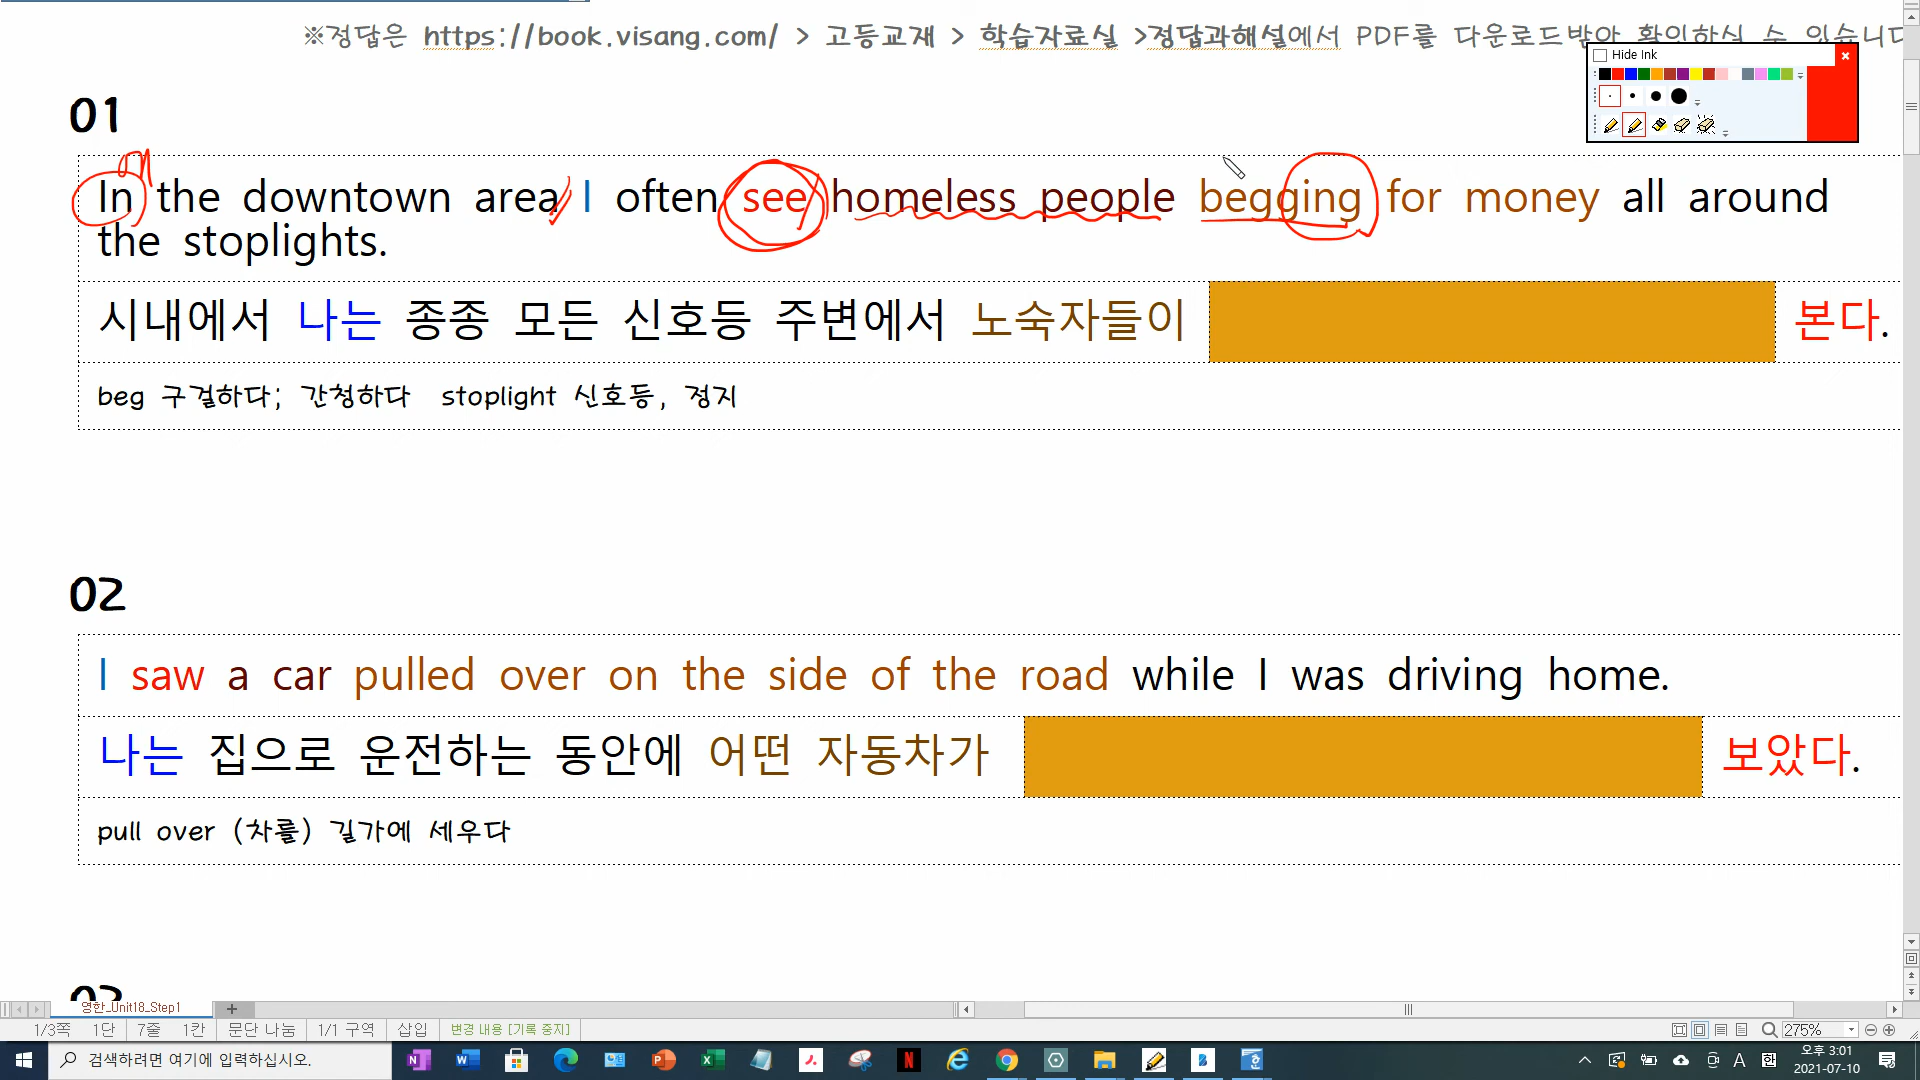 ※정답은 https://book.visang.com/ > 고등교재 > 학습자료실 >정답과해설에서 PDF를 다운로드받아 확인하실 수 있습니다
Hide Ink
01
In the downtown area I often see homeless people begging for money all around
the stoplights.
시내에서 나는 종종 모든 신호등 주변에서 노숙자들이 본다.
beg 구걸하다; 간청하다 stoplight 신호등, 정지
02
I saw a car pulled over on the side of the road while I was driving home.
나는 집으로 운전하는 동안에 어떤 자동차가 보았다.
pull over (차를) 길가에 세우다
03
영한_Unit18_Step1
1/3쪽 1단 7줄 1칸 문단 나눔 1/1 구역 삽입 변경 내용 [기록 중지] 275%
검색하려면 여기에 입력하십시오.
A 한 오후 3:01
2021-07-10